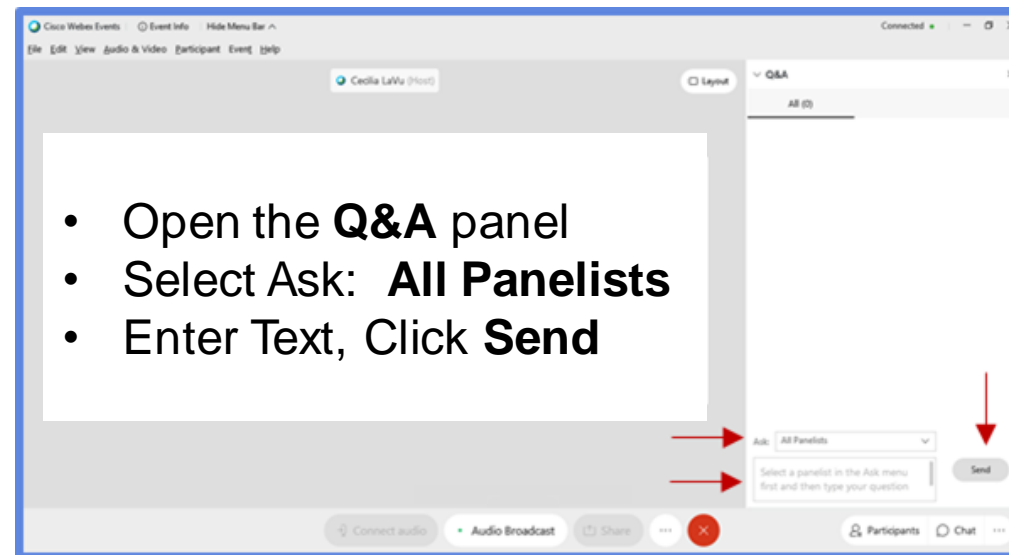 Cisco Webex Events Event Info Hide Menu Bar Connected
File Edit View Audio & Video Participant Event Help
Cecilia LaVu (Host)
Layout
Q&A
All (0)
• Open the Q&A panel
• Select Ask: All Panelists
• Enter Text, Click Send
Ask: All Panelists
Select a panelist in the Ask menu
first and then type your question
Send
Connect audio Audio Broadcast Share Participants Chat